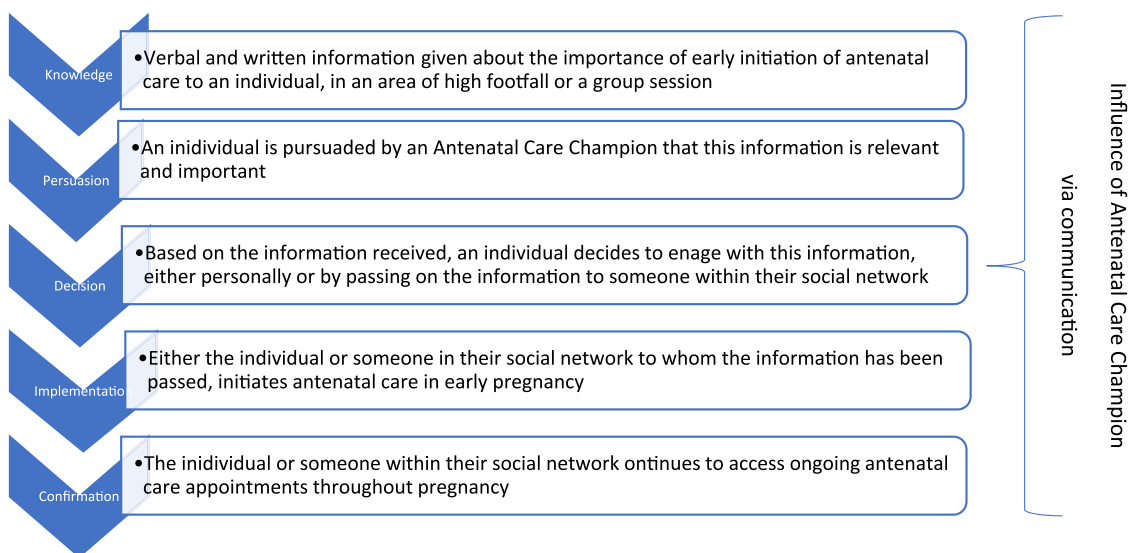 Knowledge
•Verbal and written information given about the importance of early initiation of antenatal
care to an individual, in an area of high footfall or a group session
Persuasion
•An inidividual is pursuaded by an Antenatal Care Champion that this information is relevant
and important
Decision
•Based on the information received, an individual decides to enage with this information,
either personally or by passing on the information to someone within their social network
Implementation
•Either the individual or someone in their social network to whom the information has been
passed, initiates antenatal care in early pregnancy
Confirmation
•The inidividual or someone within their social network ontinues to access ongoing antenatal
care appointments throughout pregnancy
Influence of Antenatal Care Champion
via communication